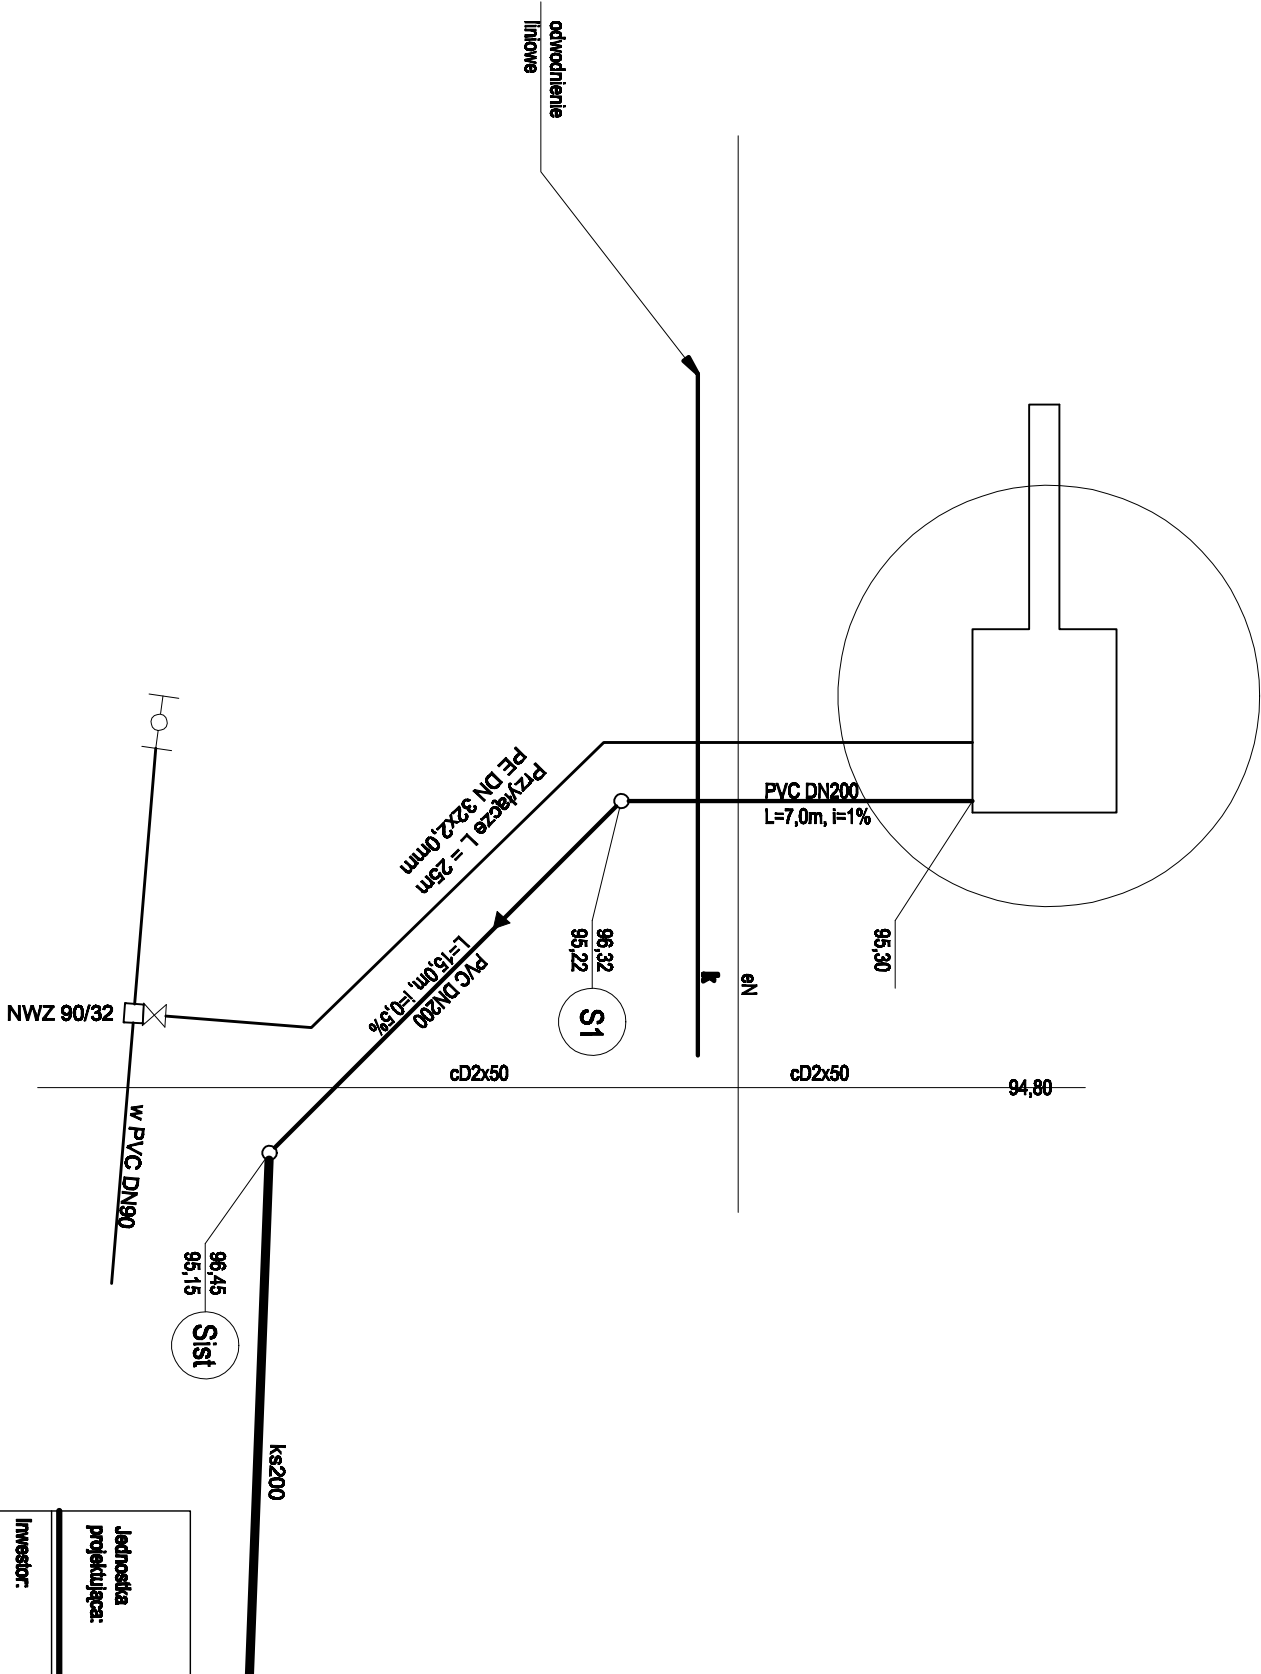 odwodnienie
liniowe
PVC DN200
L=7,0m, i=1%
Przyłącze L = 25m
PE DN 32x2,0mm
95,30
96,32
95,22
S1
k
eN
PVC DN200
L=15,0m, i=0,5%
NWZ 90/32
cD2x50
cD2x50
94,80
w PVC DN90
96,45
95,15
Sist
ks200
Jednostka
projektująca:
Inwestor: